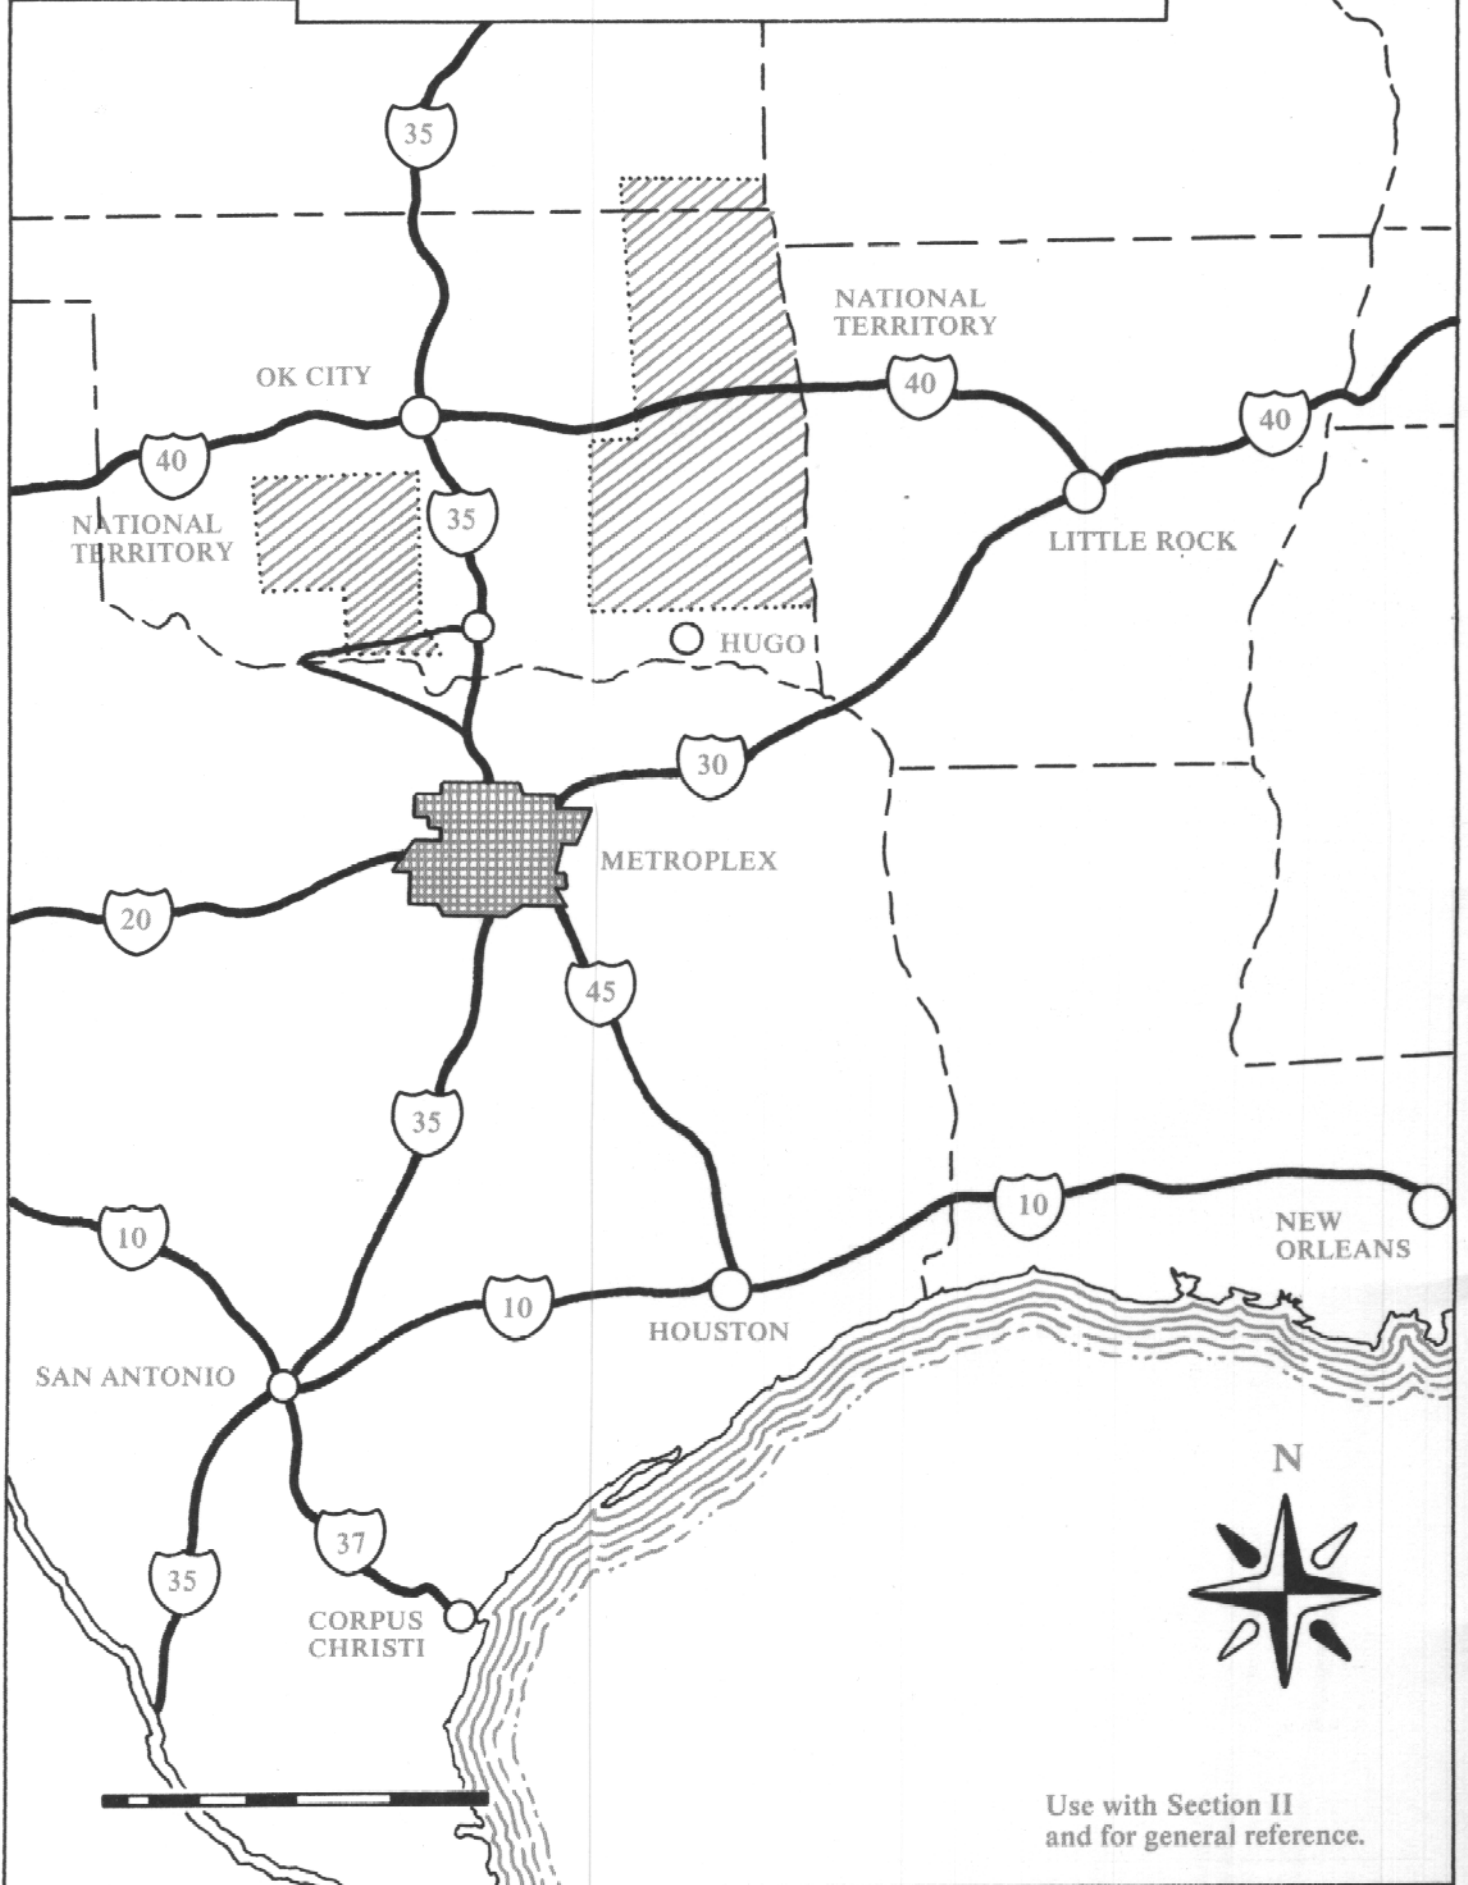 35
NATIONAL
TERRITORY
OK CITY
40
40
40
NATIONAL
TERRITORY
35
LITTLE ROCK
HUGO
30
METROPLEX
20
45
35
10
10
NEW
ORLEANS
10
HOUSTON
SAN ANTONIO
N
37
35
CORPUS
CHRISTI
Use with Section II
and for general reference.